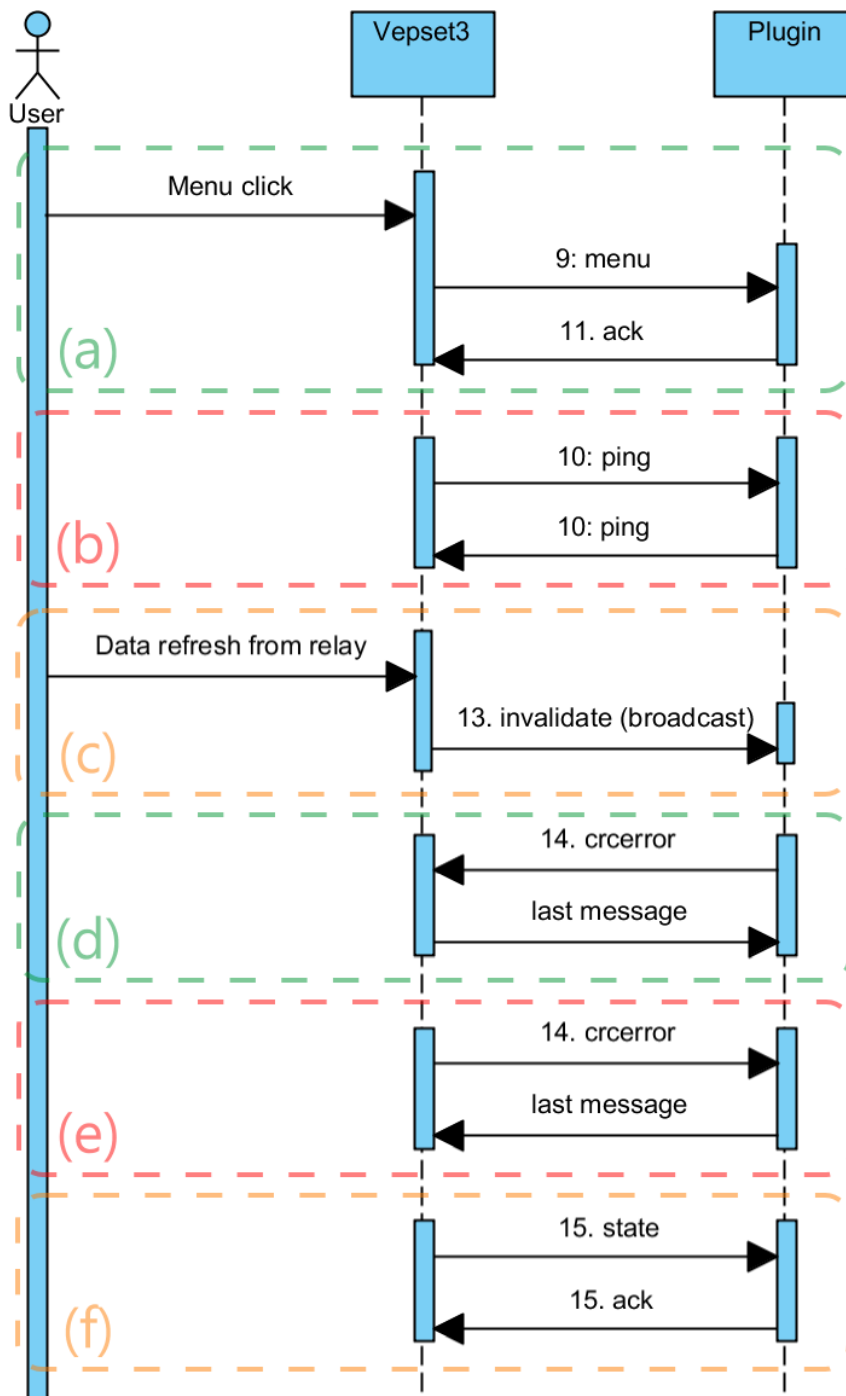 Vepset3
Plugin
User
Menu click
9: menu
11. ack
(a)
10: ping
10: ping
(b)
Data refresh from relay
13. invalidate (broadcast)
(c)
14. crcerror
last message
(d)
14. crcerror
last message
(e)
15. state
15. ack
(f)